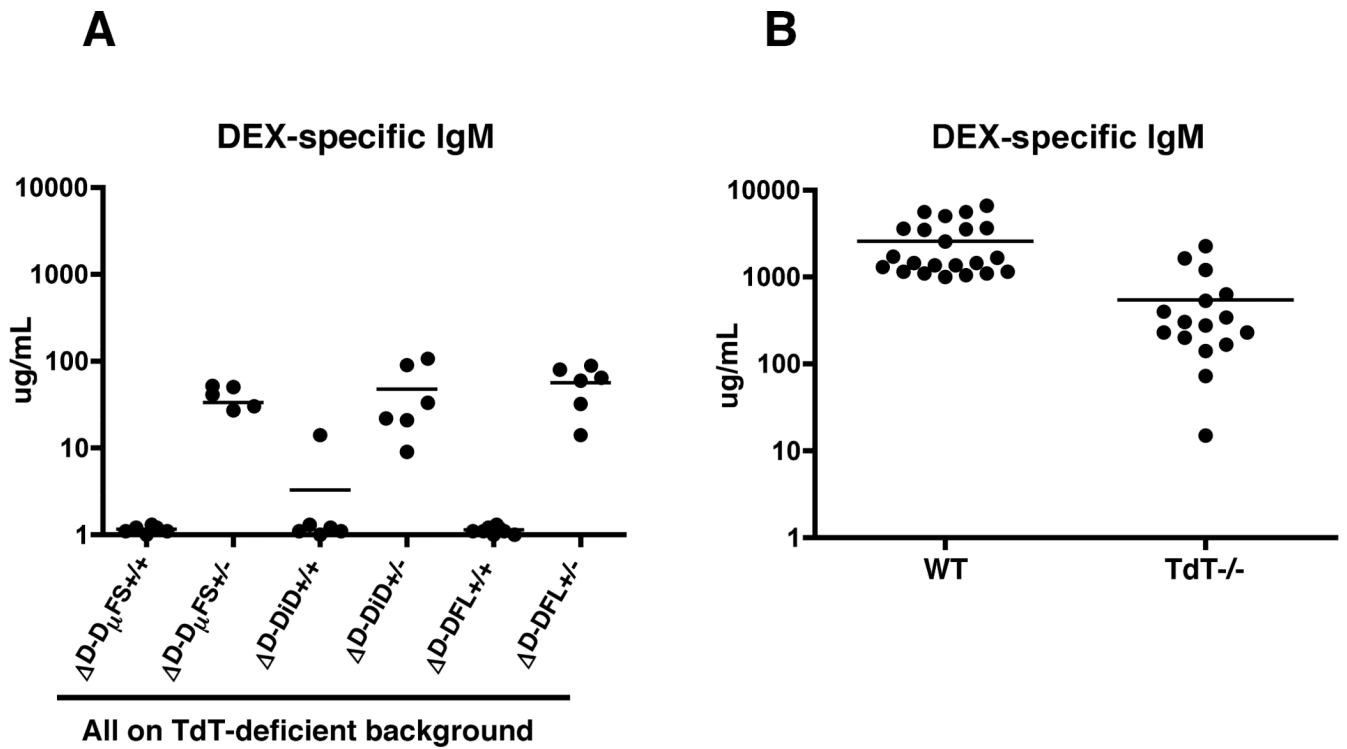 A
DEX-specific IgM
ug/mL
10000
1000
100
10
1
ΔD-DμFS+/+
ΔD-DμFS+/-
ΔD-DiD+/+
ΔD-DiD+/-
ΔD-DFL+/+
ΔD-DFL+/-
All on TdT-deficient background
B
DEX-specific IgM
ug/mL
10000
1000
100
10
1
WT
TdT-/-